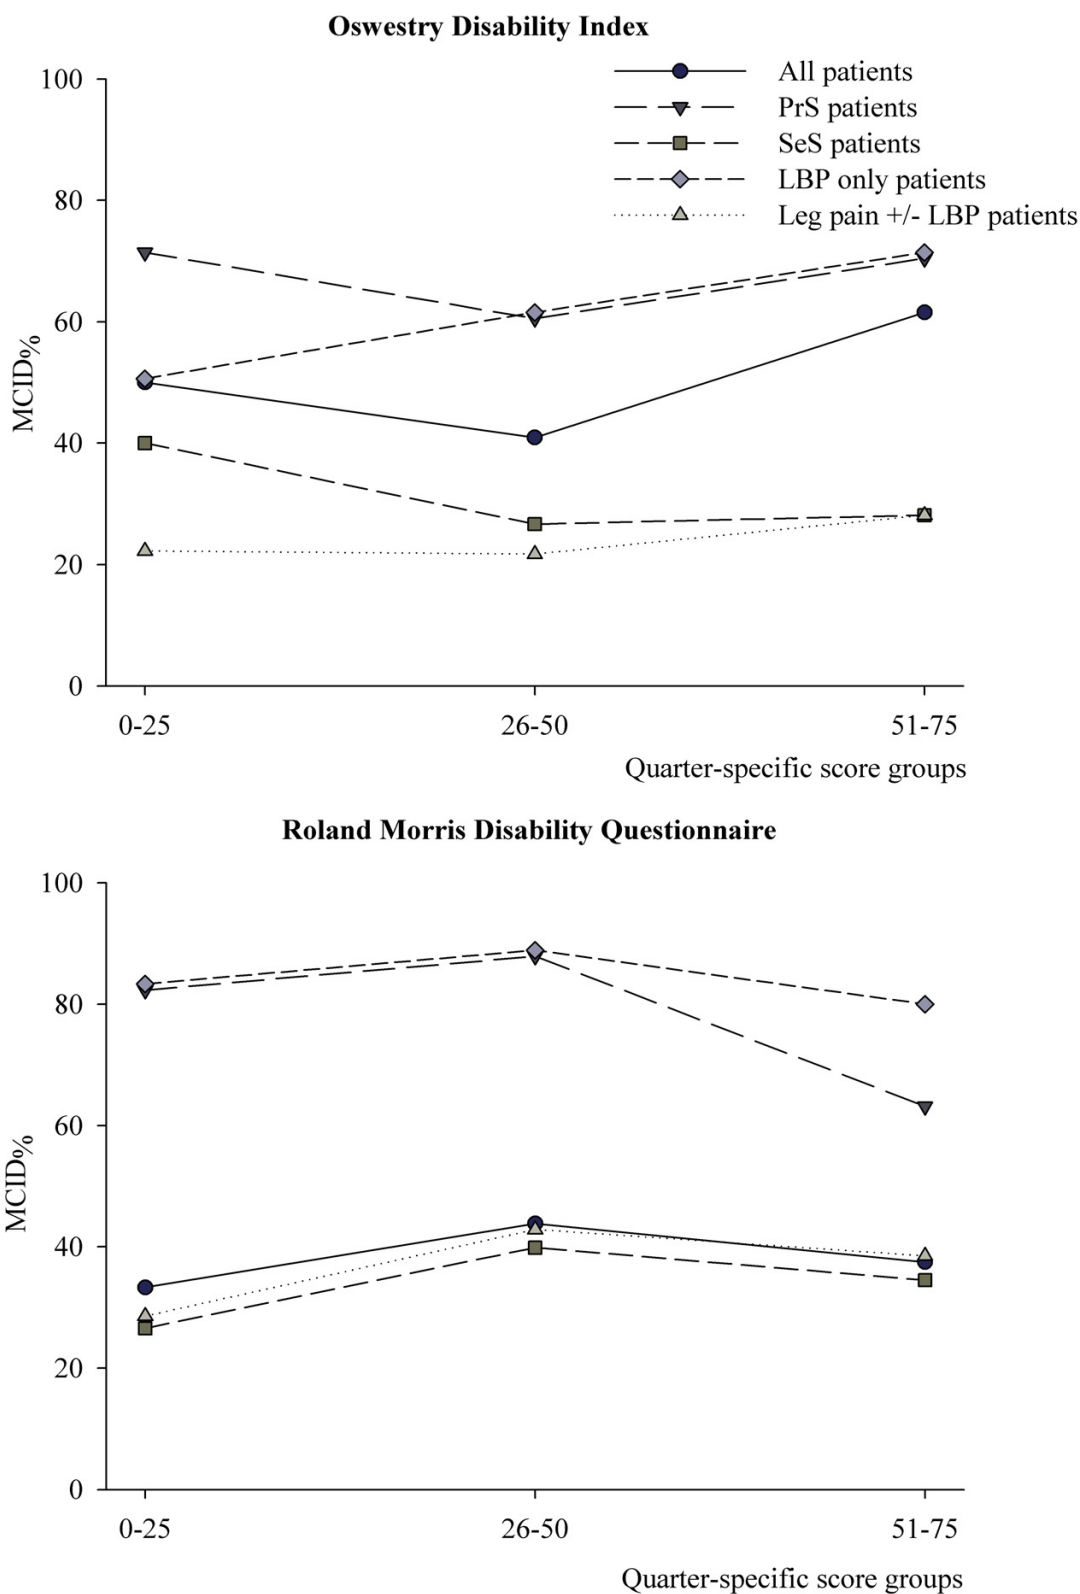 Oswestry Disability Index
100
All patients
PrS patients
SeS patients
80
LBP only patients
Leg pain +/- LBP patients
60
MCID%
40
20
0
0-25 26-50 51-75
Quarter-specific score groups
Roland Morris Disability Questionnaire
100
80
60
MCID%
40
20
0
0-25 26-50 51-75
Quarter-specific score groups